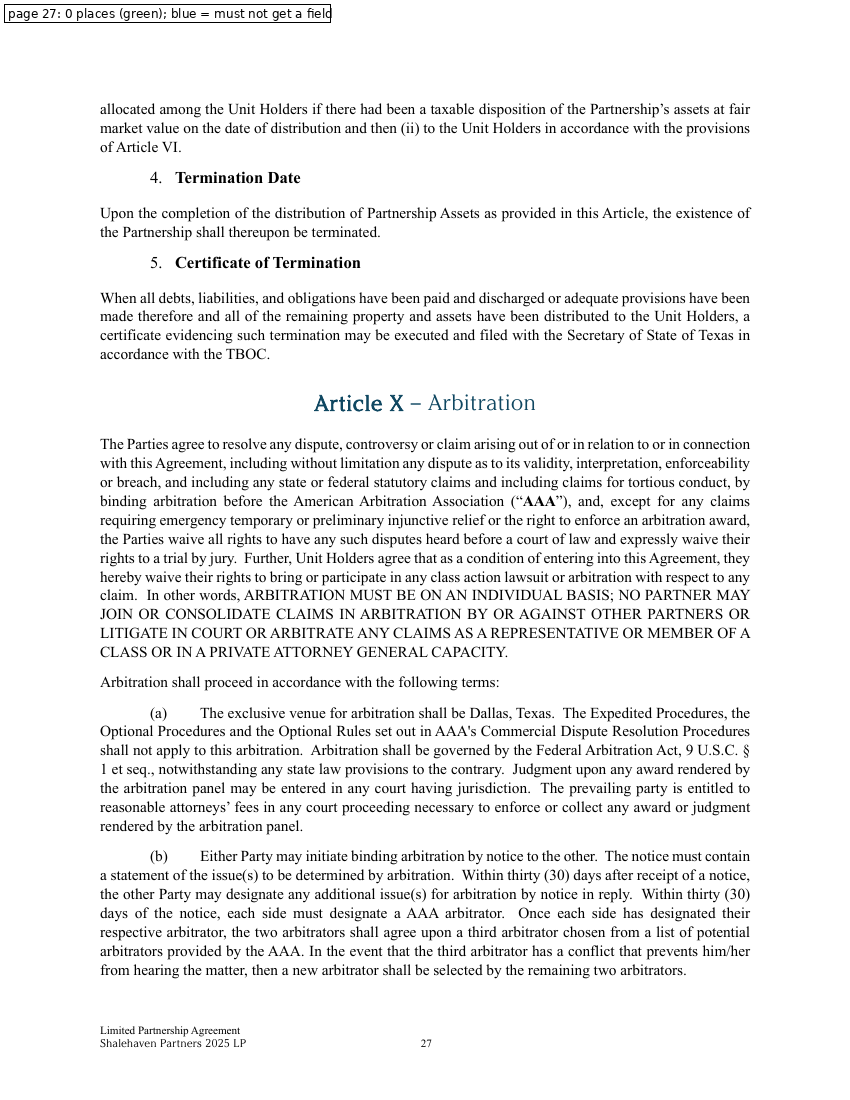 page 27: 0 places (green); blue = must not get a field
allocated among the Unit Holders if there had been a taxable disposition of the Partnership’s assets at fair
market value on the date of distribution and then (ii) to the Unit Holders in accordance with the provisions
of Article VI.
4. Termination Date
Upon the completion of the distribution of Partnership Assets as provided in this Article, the existence of
the Partnership shall thereupon be terminated.
5. Certificate of Termination
When all debts, liabilities, and obligations have been paid and discharged or adequate provisions have been
made therefore and all of the remaining property and assets have been distributed to the Unit Holders, a
certificate evidencing such termination may be executed and filed with the Secretary of State of Texas in
accordance with the TBOC.
Article X – Arbitration
The Parties agree to resolve any dispute, controversy or claim arising out of or in relation to or in connection
with this Agreement, including without limitation any dispute as to its validity, interpretation, enforceability
or breach, and including any state or federal statutory claims and including claims for tortious conduct, by
binding arbitration before the American Arbitration Association (“AAA”), and, except for any claims
requiring emergency temporary or preliminary injunctive relief or the right to enforce an arbitration award,
the Parties waive all rights to have any such disputes heard before a court of law and expressly waive their
rights to a trial by jury. Further, Unit Holders agree that as a condition of entering into this Agreement, they
hereby waive their rights to bring or participate in any class action lawsuit or arbitration with respect to any
claim. In other words, ARBITRATION MUST BE ON AN INDIVIDUAL BASIS; NO PARTNER MAY
JOIN OR CONSOLIDATE CLAIMS IN ARBITRATION BY OR AGAINST OTHER PARTNERS OR
LITIGATE IN COURT OR ARBITRATE ANY CLAIMS AS A REPRESENTATIVE OR MEMBER OF A
CLASS OR IN A PRIVATE ATTORNEY GENERAL CAPACITY.
Arbitration shall proceed in accordance with the following terms:
(a) The exclusive venue for arbitration shall be Dallas, Texas. The Expedited Procedures, the
Optional Procedures and the Optional Rules set out in AAA's Commercial Dispute Resolution Procedures
shall not apply to this arbitration. Arbitration shall be governed by the Federal Arbitration Act, 9 U.S.C. §
1 et seq., notwithstanding any state law provisions to the contrary. Judgment upon any award rendered by
the arbitration panel may be entered in any court having jurisdiction. The prevailing party is entitled to
reasonable attorneys’ fees in any court proceeding necessary to enforce or collect any award or judgment
rendered by the arbitration panel.
(b) Either Party may initiate binding arbitration by notice to the other. The notice must contain
a statement of the issue(s) to be determined by arbitration. Within thirty (30) days after receipt of a notice,
the other Party may designate any additional issue(s) for arbitration by notice in reply. Within thirty (30)
days of the notice, each side must designate a AAA arbitrator. Once each side has designated their
respective arbitrator, the two arbitrators shall agree upon a third arbitrator chosen from a list of potential
arbitrators provided by the AAA. In the event that the third arbitrator has a conflict that prevents him/her
from hearing the matter, then a new arbitrator shall be selected by the remaining two arbitrators.
Limited Partnership Agreement
Shalehaven Partners 2025 LP 27